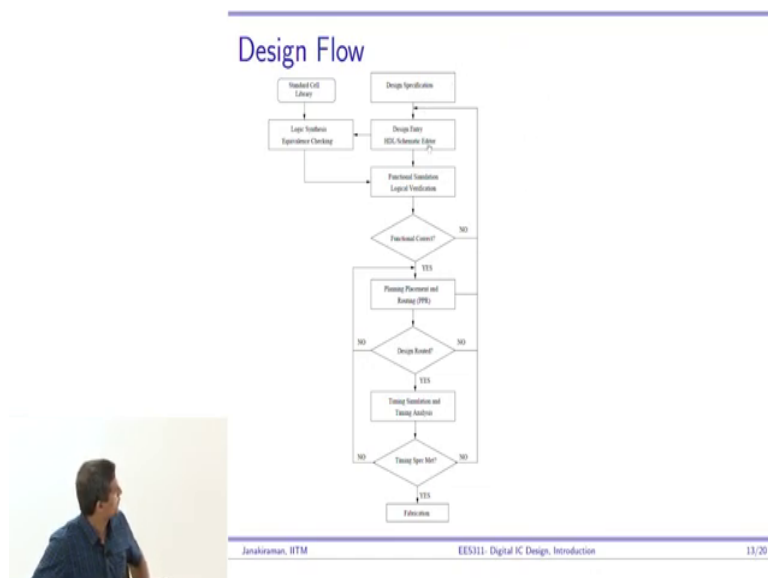 Design Flow
Standard Cell
Library
Design Specification
Logic Synthesis
Equivalence Checking
Design Entry
HDL/Schematic Editor
Functional Simulation
Logical Verification
Functional Correct?
NO
YES
Planning Placement and
Routing (PPR)
NO
Design Routed?
NO
YES
Timing Simulation and
Timing Analysis
NO
Timing Spec Met?
NO
YES
Fabrication
Janakiraman, IITM
EE5311- Digital IC Design, Introduction
13/20